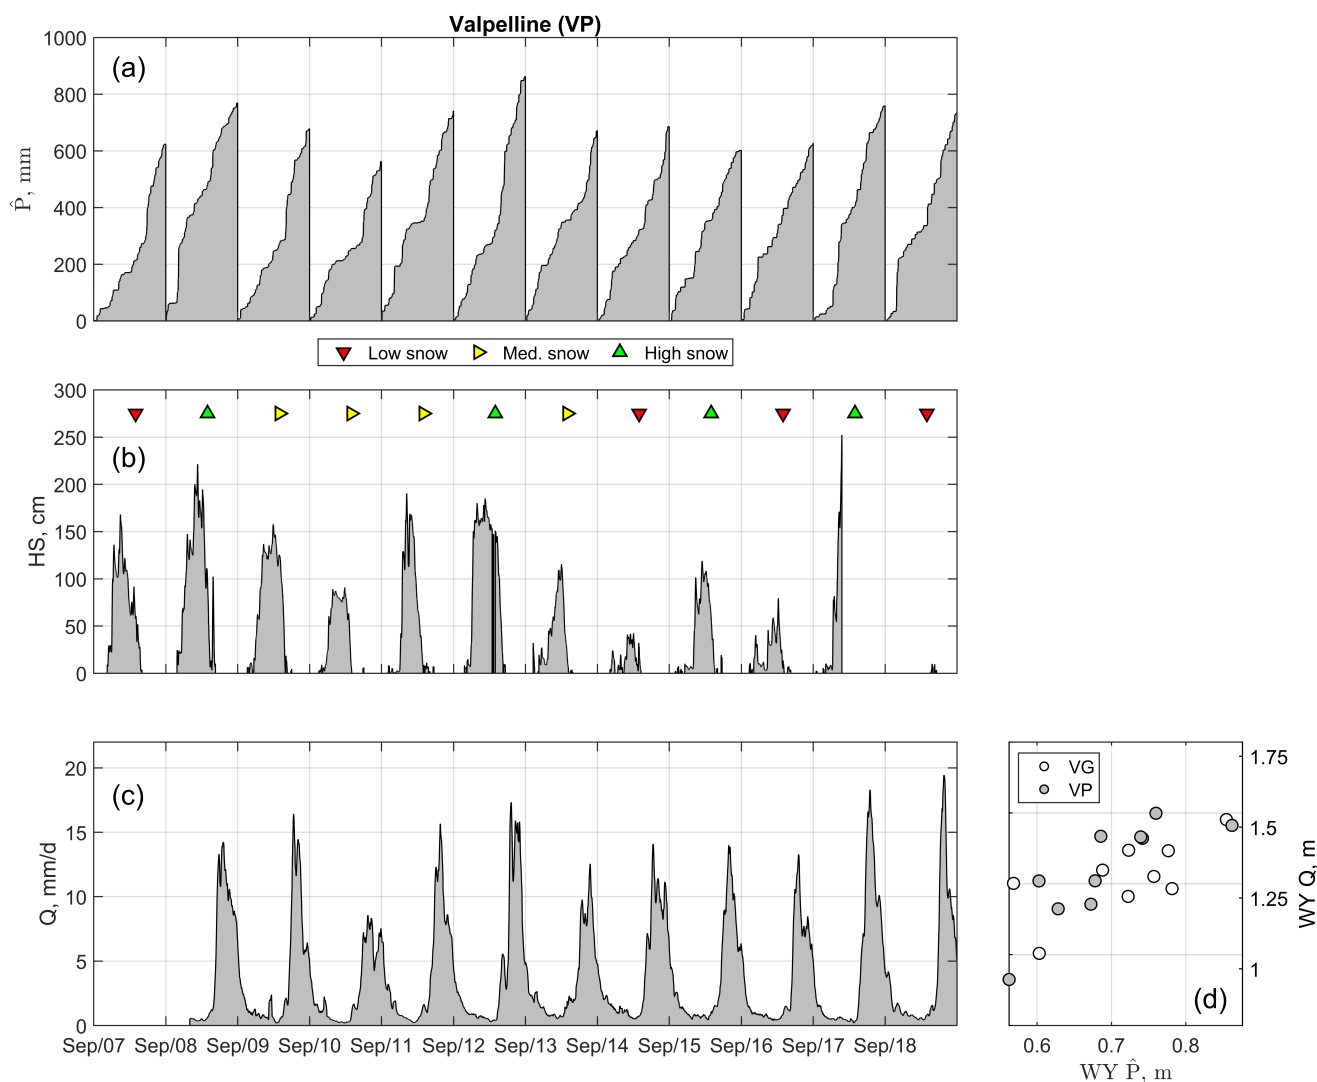 Valpelline (VP)
(a)
1000
800
600
400
200
0
P̂, mm
Low snow Med. snow High snow
(b)
300
250
200
150
100
50
0
HS, cm
(c)
20
15
10
5
0
Q, mm/d
Sep/07 Sep/08 Sep/09 Sep/10 Sep/11 Sep/12 Sep/13 Sep/14 Sep/15 Sep/16 Sep/17 Sep/18
VG
VP
1.75
1.5
1.25
1
WY Q, m
(d)
0.6 0.7 0.8
WY P̂, m